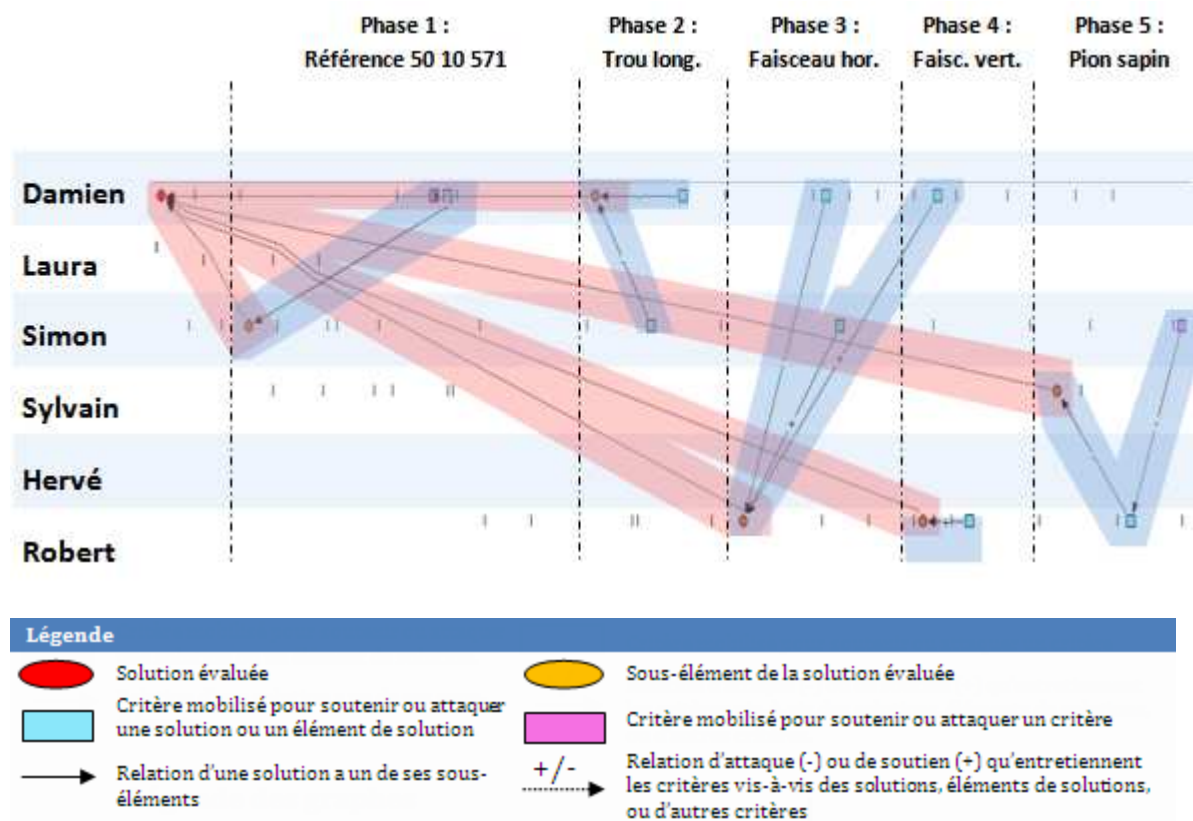 Phase 1 :
Référence 50 10 571
Phase 2 :
Trou long.
Phase 3 :
Faisceau hor.
Phase 4 :
Faisc. vert.
Phase 5 :
Pion sapin
Damien
Laura
Simon
Sylvain
Hervé
Robert
Légende
Solution évaluée
Sous-élément de la solution évaluée
Critère mobilisé pour soutenir ou attaquer
une solution ou un élément de solution
Critère mobilisé pour soutenir ou attaquer un critère
Relation d'une solution a un de ses sous-
éléments
+/-
Relation d'attaque (-) ou de soutien (+) qu'entretiennent
les critères vis-à-vis des solutions, éléments de solutions,
ou d'autres critères